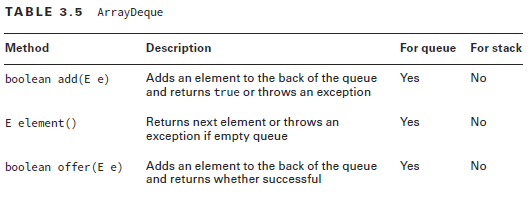 TABLE 3.5 ArrayDeque
Method Description For queue For stack
boolean add(E e) Adds an element to the back of the queue Yes No
and returns true or throws an exception
E element() Returns next element or throws an Yes No
exception if empty queue
boolean offer(E e) Adds an element to the back of the queue Yes No
and returns whether successful